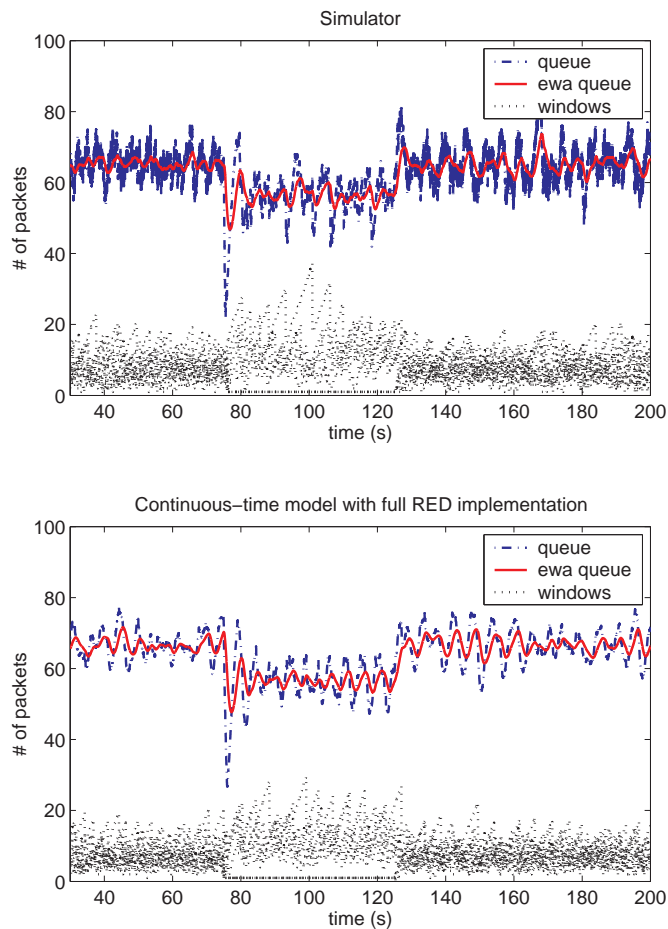 Simulator
100
80
60
40
20
0
# of packets
queue
ewa queue
windows
40 60 80 100 120 140 160 180 200
time (s)
Continuous−time model with full RED implementation
100
80
60
40
20
0
# of packets
queue
ewa queue
windows
40 60 80 100 120 140 160 180 200
time (s)